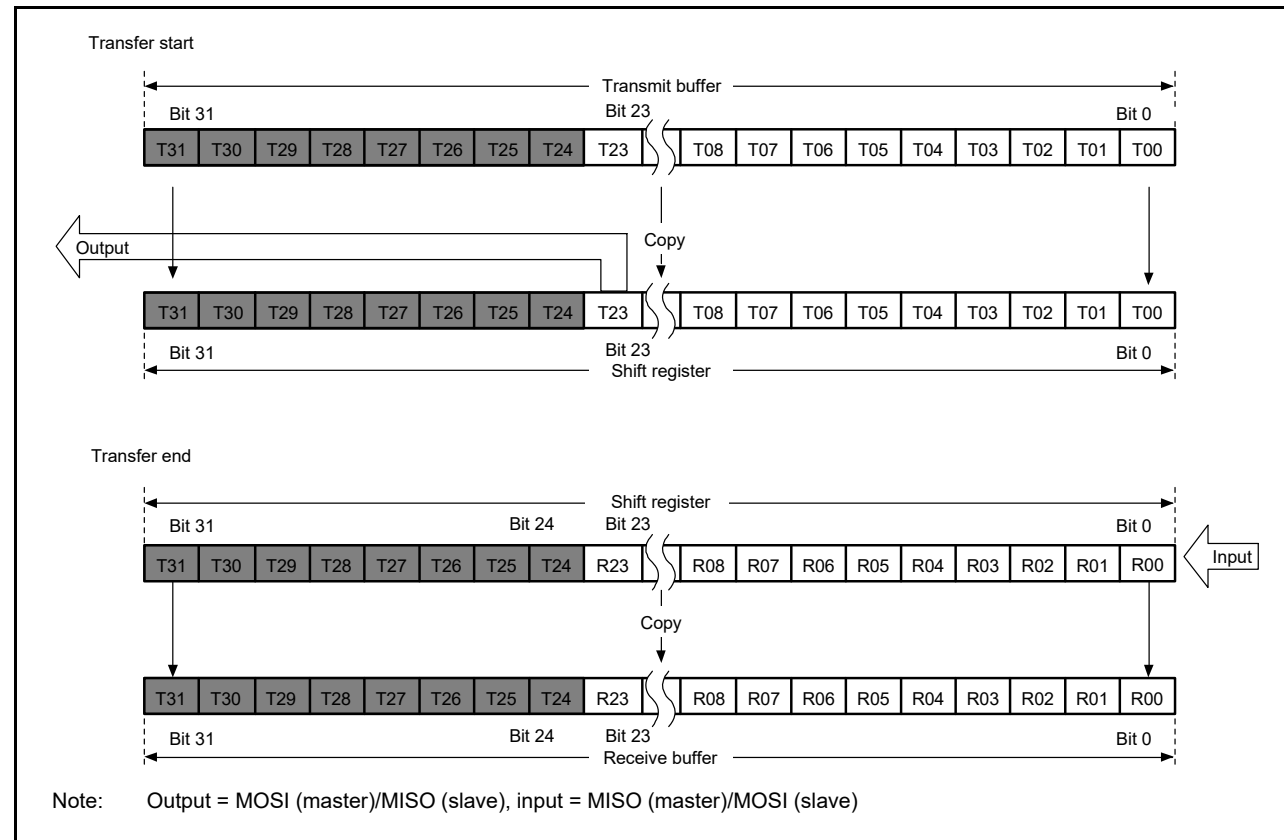 Transfer start
Transmit buffer
Bit 31 Bit 23 Bit 0
T31 T30 T29 T28 T27 T26 T25 T24 T23 T08 T07 T06 T05 T04 T03 T02 T01 T00
Output Copy
T31 T30 T29 T28 T27 T26 T25 T24 T23 T08 T07 T06 T05 T04 T03 T02 T01 T00
Bit 31 Bit 23 Bit 0
Shift register
Transfer end
Shift register
Bit 31 Bit 24 Bit 23 Bit 0
T31 T30 T29 T28 T27 T26 T25 T24 R23 R08 R07 R06 R05 R04 R03 R02 R01 R00 Input
Copy
T31 T30 T29 T28 T27 T26 T25 T24 R23 R08 R07 R06 R05 R04 R03 R02 R01 R00
Bit 31 Bit 24 Bit 23 Bit 0
Receive buffer
Note: Output = MOSI (master)/MISO (slave), input = MISO (master)/MOSI (slave)